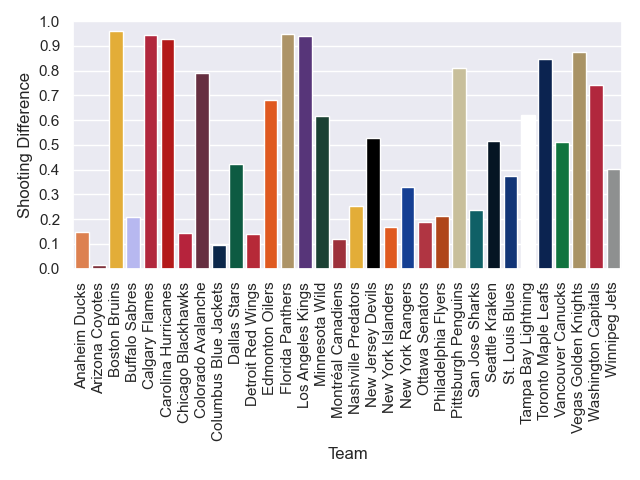 1.0
0.9
0.8
0.7
0.6
0.5
0.4
0.3
0.2
0.1
0.0
Shooting Difference
Anaheim Ducks
Arizona Coyotes
Boston Bruins
Buffalo Sabres
Calgary Flames
Carolina Hurricanes
Chicago Blackhawks
Colorado Avalanche
Columbus Blue Jackets
Dallas Stars
Detroit Red Wings
Edmonton Oilers
Florida Panthers
Los Angeles Kings
Minnesota Wild
Montréal Canadiens
Nashville Predators
New Jersey Devils
New York Islanders
New York Rangers
Ottawa Senators
Philadelphia Flyers
Pittsburgh Penguins
San Jose Sharks
Seattle Kraken
St. Louis Blues
Tampa Bay Lightning
Toronto Maple Leafs
Vancouver Canucks
Vegas Golden Knights
Washington Capitals
Winnipeg Jets
Team